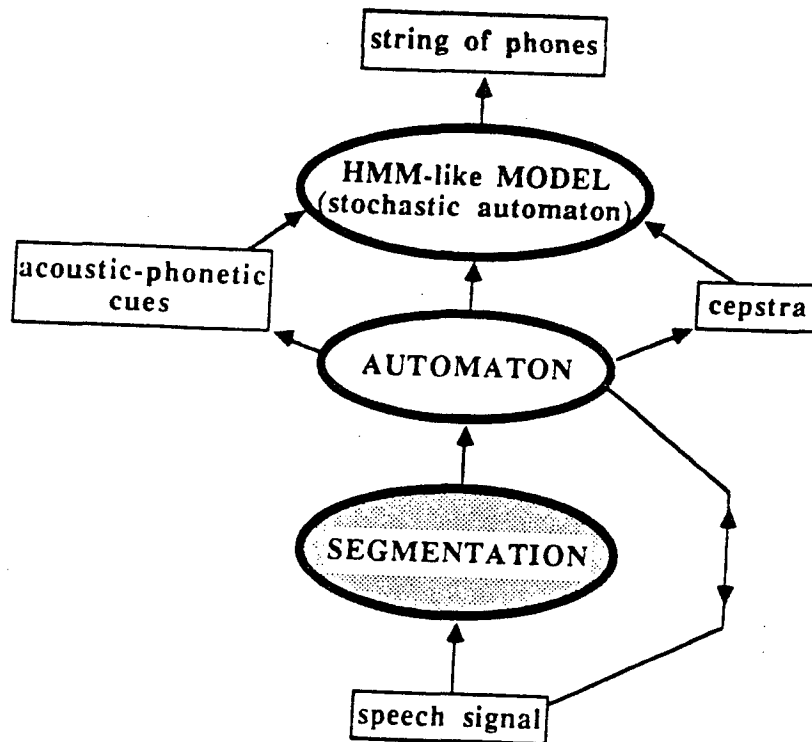 string of phones
HMM-like MODEL
(stochastic automaton)
acoustic-phonetic
cues
cepstra
AUTOMATON
SEGMENTATION
speech signal